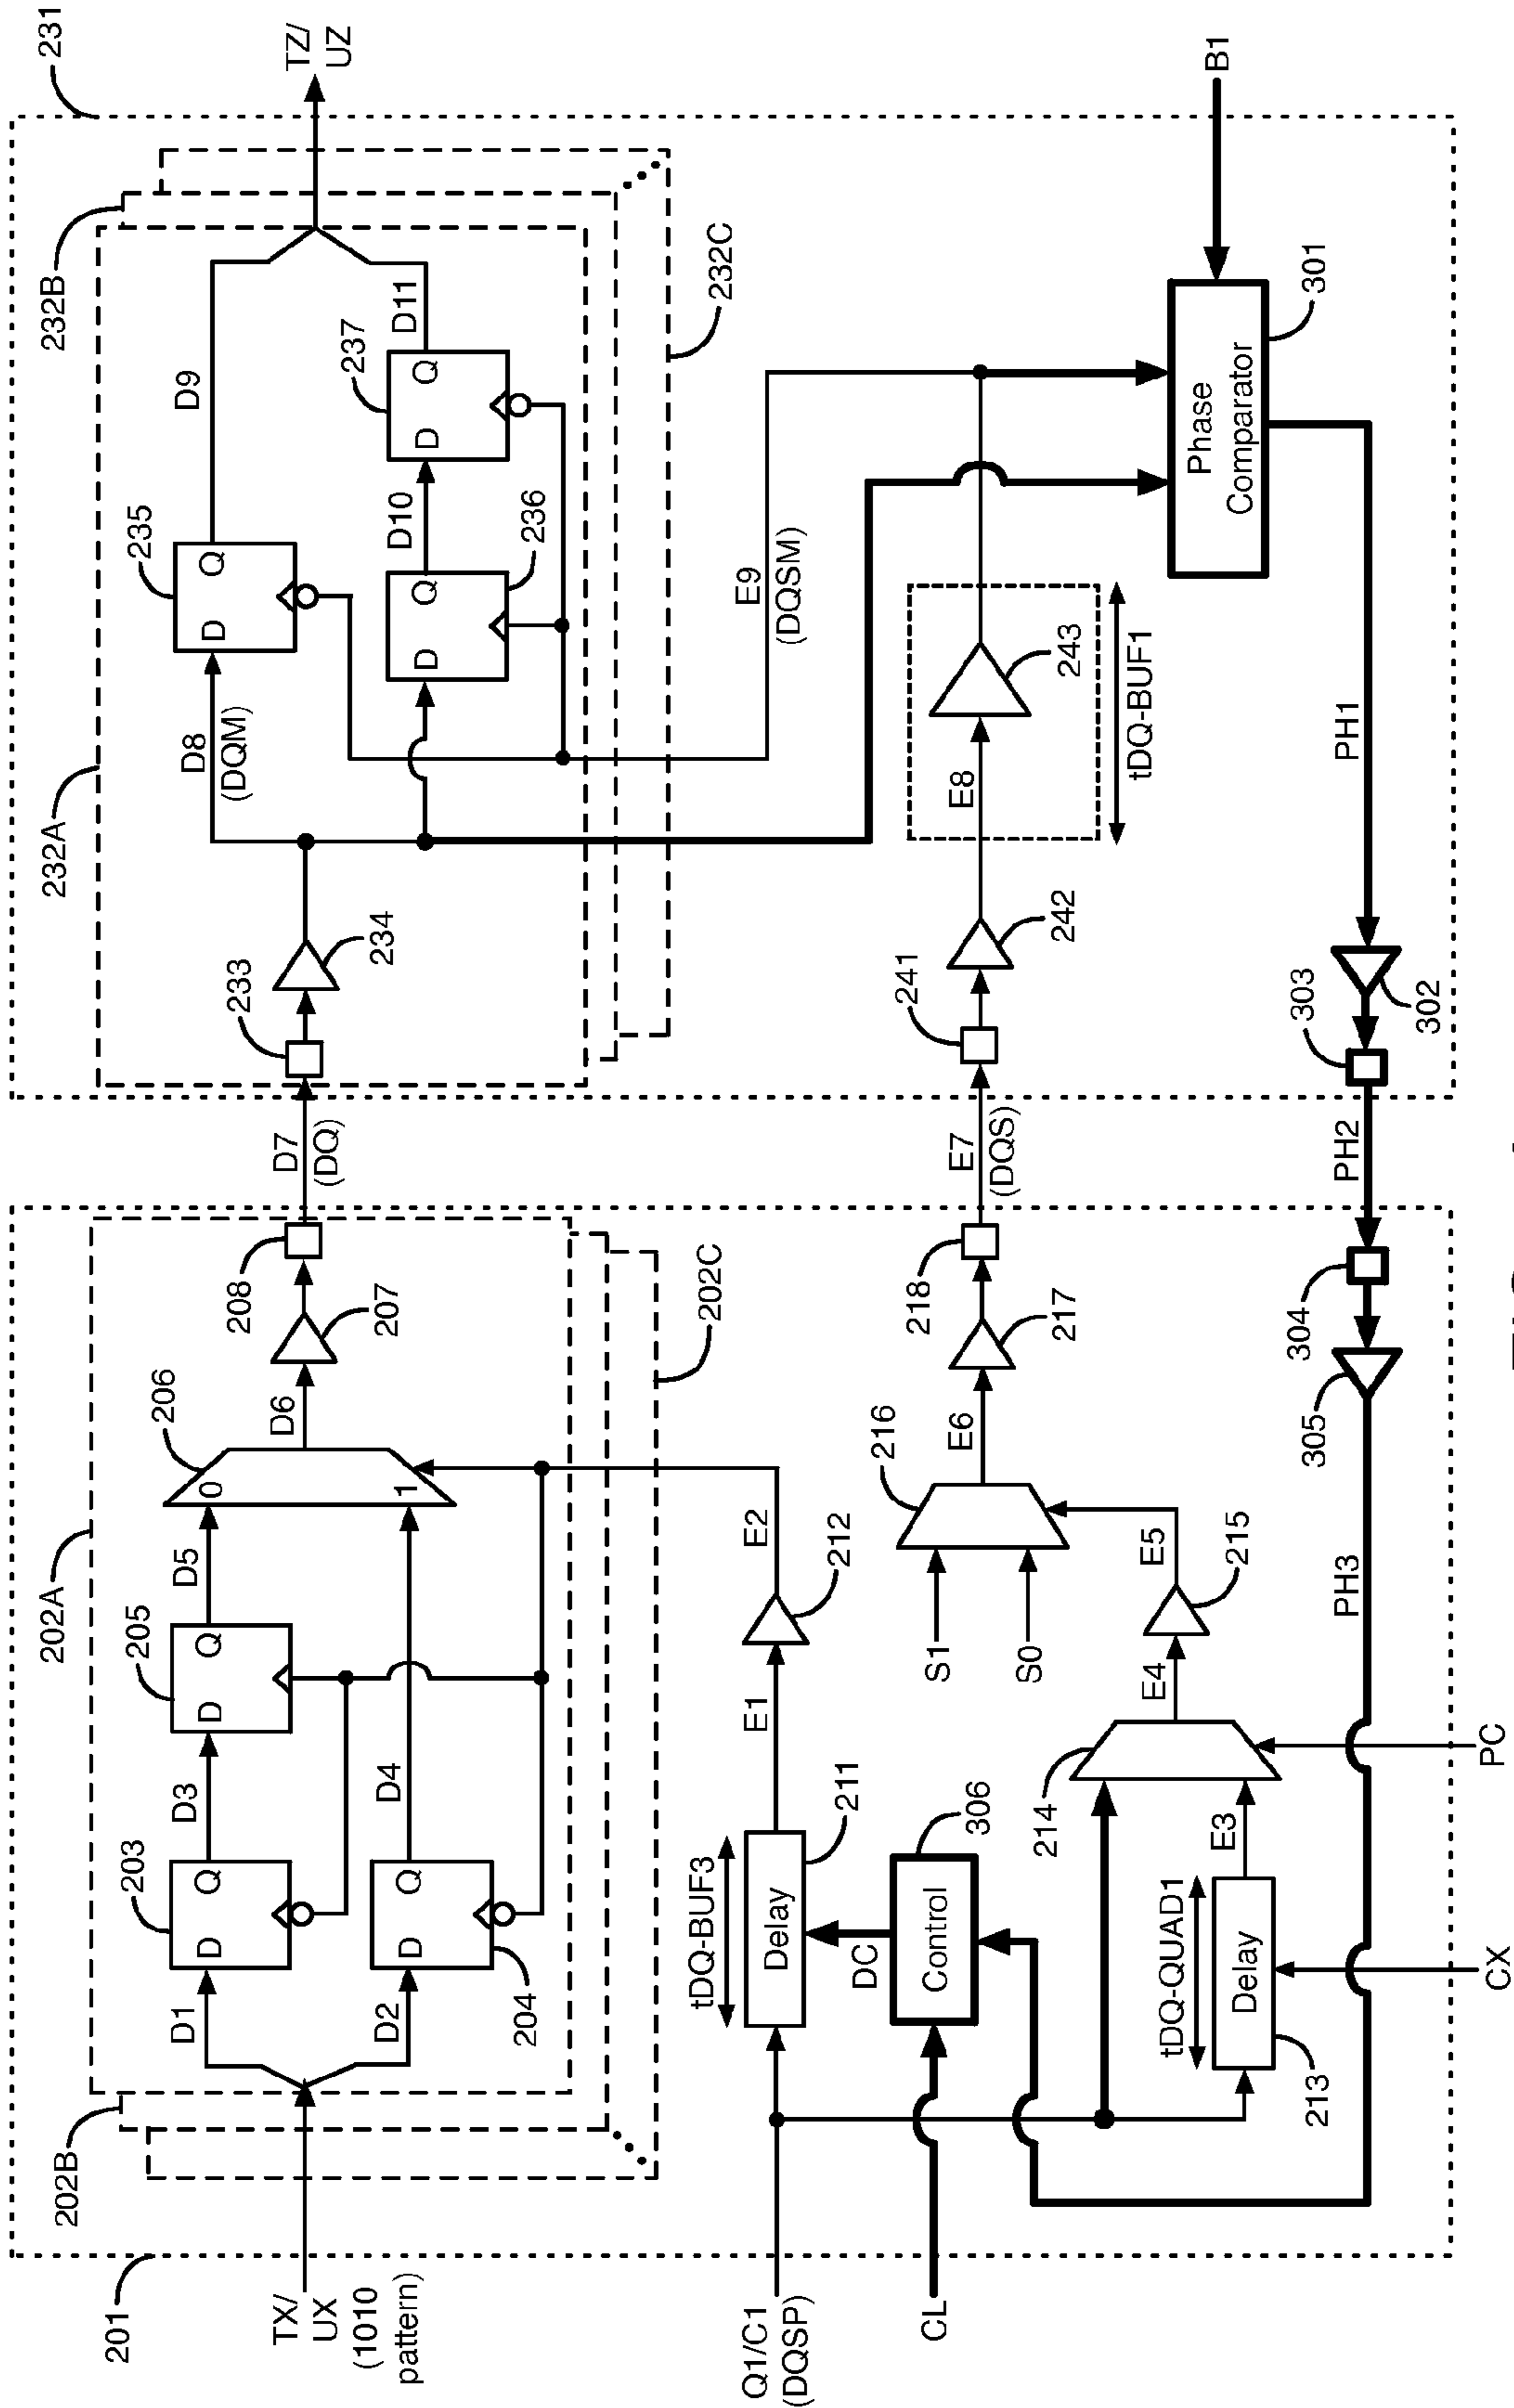 201
TX/
UX
(1010
pattern)
202B
202A
D1
D2
203
D
Q
204
D
Q
D3
D4
205
D
Q
D5
206
0
1
D6
207
208
202C
D7
(DQ)
Q1/C1
(DQSP)
CL
tDQ-BUF3
Delay
211
E1
212
E2
DC
Control
306
tDQ-QUAD1
Delay
213
E3
CX
214
PC
E4
215
E5
S1
S0
216
E6
217
218
E7
(DQS)
PH3
305
304
PH2
231
232A
232B
232C
233
234
D8
(DQM)
235
D
Q
D9
236
D
Q
D10
237
D
Q
D11
TZ/
UZ
241
242
E8
243
tDQ-BUF1
E9
(DQSM)
Phase
Comparator
301
B1
PH1
302
303